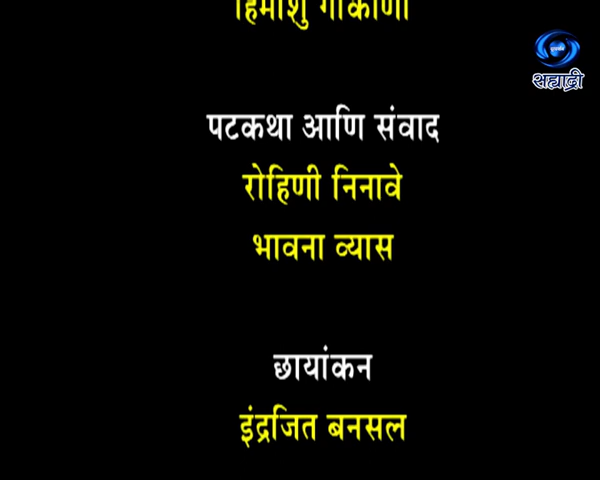 पटकथा आणि संवाद
रोहिणी निनावे
भावना व्यास
छायांकन
इंद्रजित बनसल
सह्याद्री